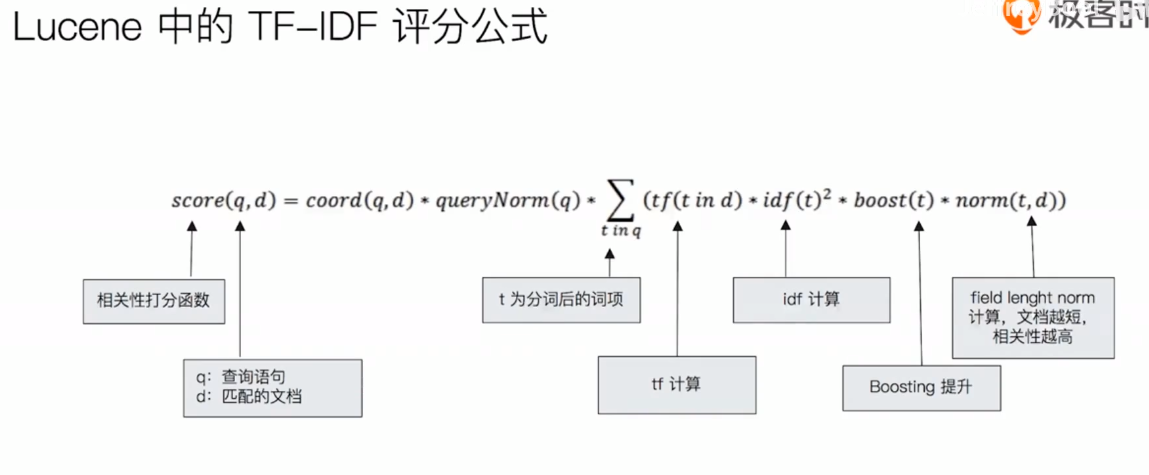 Lucene 中的 TF-IDF 评分公式
极客时
score(q,d) = coord(q,d) * queryNorm(q) * ∑ (tf(t in d) * idf(t)² * boost(t) * norm(t,d))
t in q
相关性打分函数
t 为分词后的词项
idf 计算
field lenght norm
计算，文档越短，
相关性越高
q：查询语句
d：匹配的文档
tf 计算
Boosting 提升